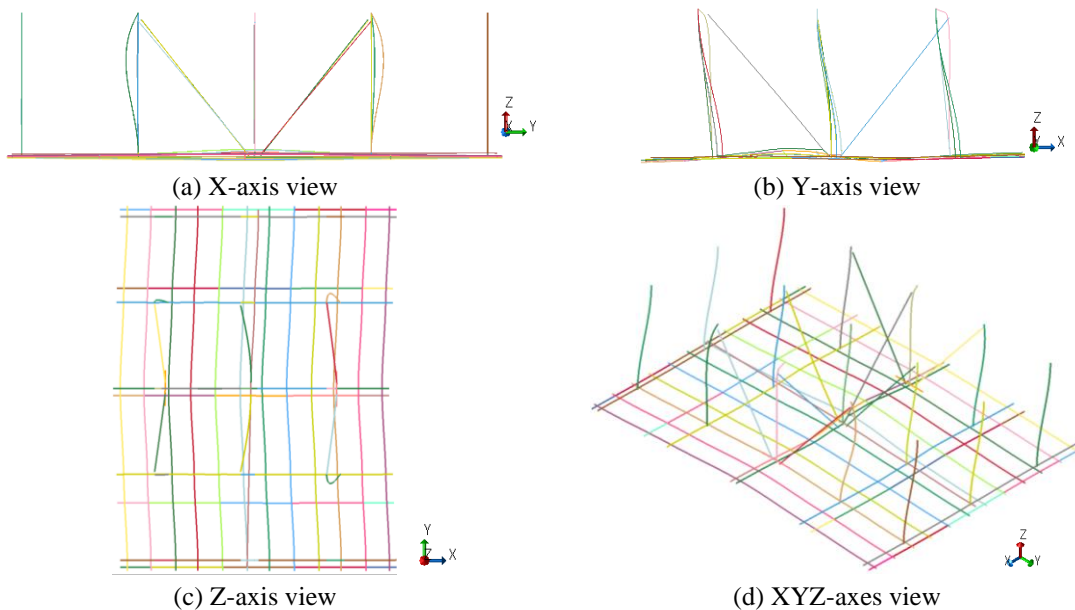 Z
X
Y
Z
Y
X
(a) X-axis view
(b) Y-axis view
Y
Z
X
Z
X
Y
(c) Z-axis view
(d) XYZ-axes view